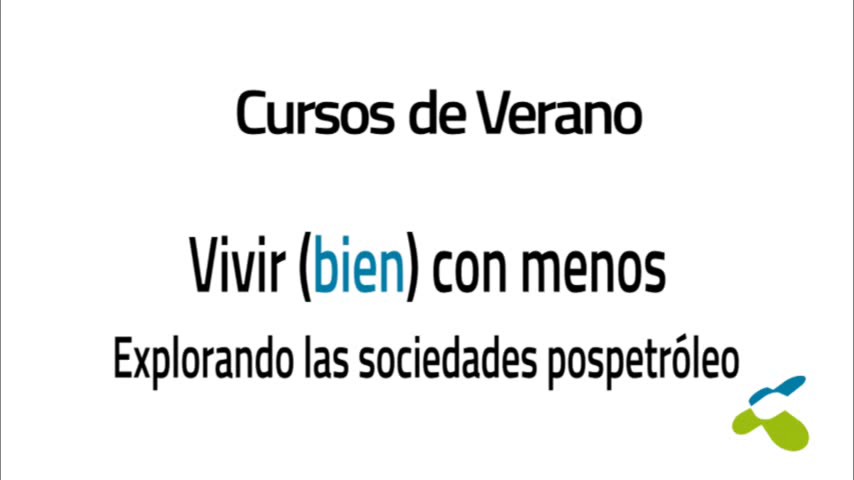 Cursos de Verano
Vivir (bien) con menos
Explorando las sociedades pospetróleo